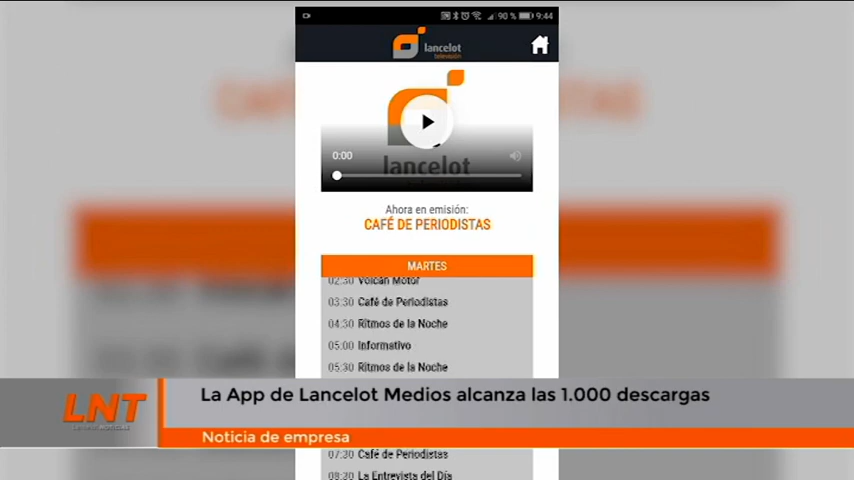 90 % 9:44
lancelot
televisión
0:00
lancelot
Ahora en emisión:
CAFÉ DE PERIODISTAS
MARTES
02:30 Volcán Motor
03:30 Café de Periodistas
04:30 Ritmos de la Noche
05:00 Informativo
05:30 Ritmos de la Noche
LNT
La App de Lancelot Medios alcanza las 1.000 descargas
Noticia de empresa
07:30 Café de Periodistas
08:30 La Entrevista del Día